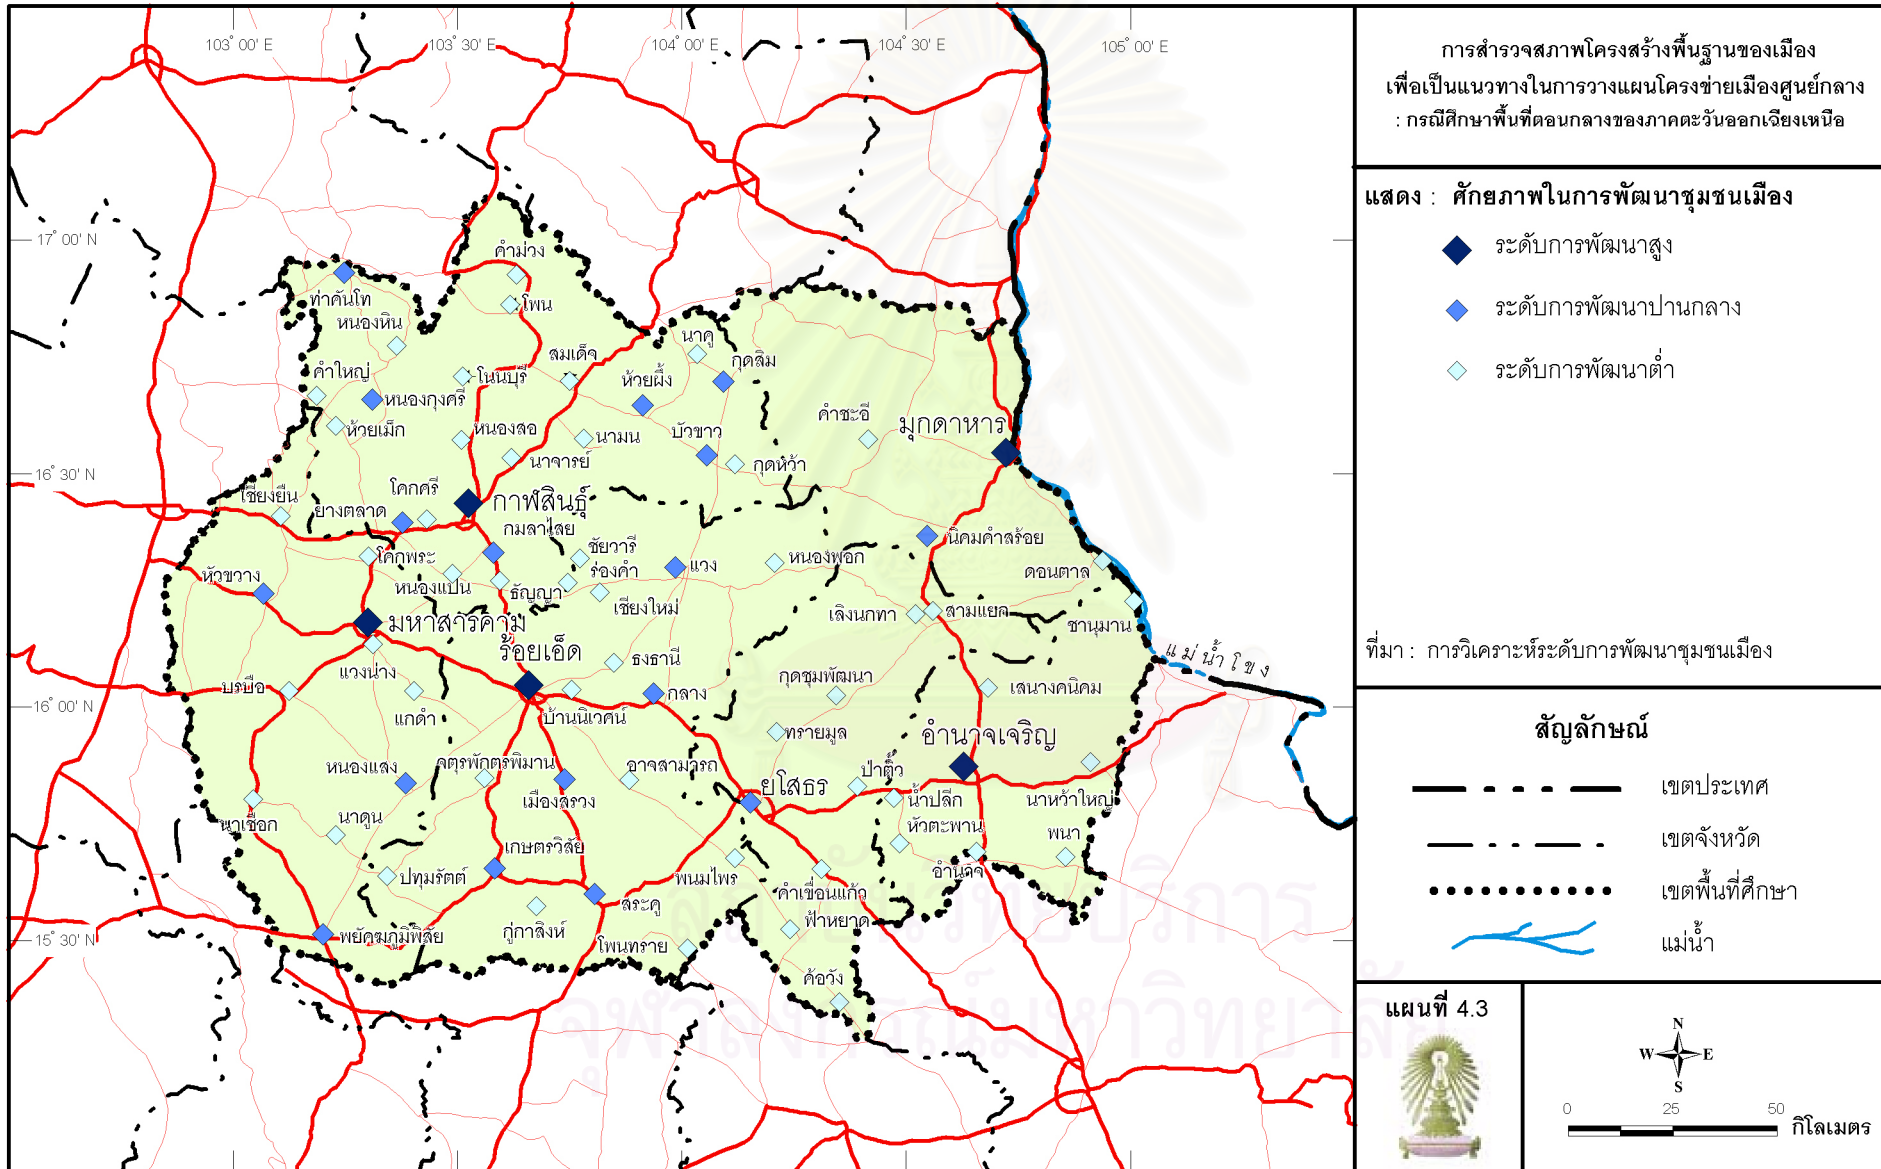 103° 00' E
103° 30' E
104° 00' E
104° 30' E
105° 00' E
17° 00' N
16° 30' N
16° 00' N
15° 30' N
คำม่วง
ท่าคันโท
โพน
หนองหิน
นาคู
สมเด็จ
กุดสิม
คำใหญ่
โนนบุรี
ห้วยผึ้ง
หนองกุงศรี
คำชะอี
มุกดาหาร
ห้วยเม็ก
หนองสอ
นามน
บัวขาว
นาจารย์
กุดหว้า
โคกศรี
เชียงยืน
ยางตลาด
กาฬสินธุ์
กมลาไสย
นิคมคำสร้อย
ชัยวารี
โคกพระ
หนองพอก
แวง
ร่องคำ
ดอนตาล
หัวขวาง
หนองแปน
ธัญญา
เชียงใหม่
เลิงนกทา
สามแยก
มหาสารคาม
ชานุมาน
ร้อยเอ็ด
แม่น้ำโขง
ธงธานี
แวงน่าง
กุดชุมพัฒนา
เสนางคนิคม
บรบือ
กลาง
แกดำ
บ้านนิเวศน์
ทรายมูล
อำนาจเจริญ
หนองแสง
จตุรพักตรพิมาน
อาจสามารถ
ป่าติ้ว
ยโสธร
เมืองสรวง
น้ำปลีก
นาหว้าใหญ่
นาเชือก
นาดูน
หัวตะพาน
พนา
เกษตรวิสัย
ปทุมรัตต์
พนมไพร
อำนาจ
คำเขื่อนแก้ว
สระคู
ฟ้าหยาด
พยัคฆภูมิพิสัย
กู่กาสิงห์
โพนทราย
ค้อวัง
จุฬาลงกรณ์มหาวิทยาลัย
การสำรวจสภาพโครงสร้างพื้นฐานของเมือง
เพื่อเป็นแนวทางในการวางแผนโครงข่ายเมืองศูนย์กลาง
: กรณีศึกษาพื้นที่ตอนกลางของภาคตะวันออกเฉียงเหนือ
แสดง : ศักยภาพในการพัฒนาชุมชนเมือง
ระดับการพัฒนาสูง
ระดับการพัฒนาปานกลาง
ระดับการพัฒนาต่ำ
ที่มา : การวิเคราะห์ระดับการพัฒนาชุมชนเมือง
สัญลักษณ์
เขตประเทศ
เขตจังหวัด
เขตพื้นที่ศึกษา
แม่น้ำ
แผนที่ 4.3
N
W E
S
0 25 50
กิโลเมตร